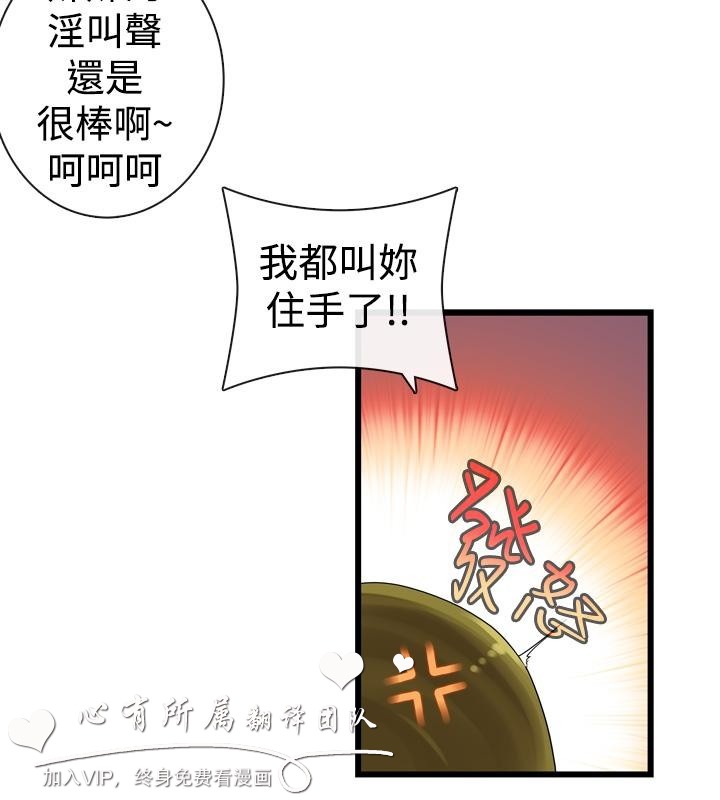 淫叫聲
還是
很棒啊~
呵呵呵
我都叫妳
住手了!!
發怒
心有所属翻译团队
加入VIP，终身免费看漫画